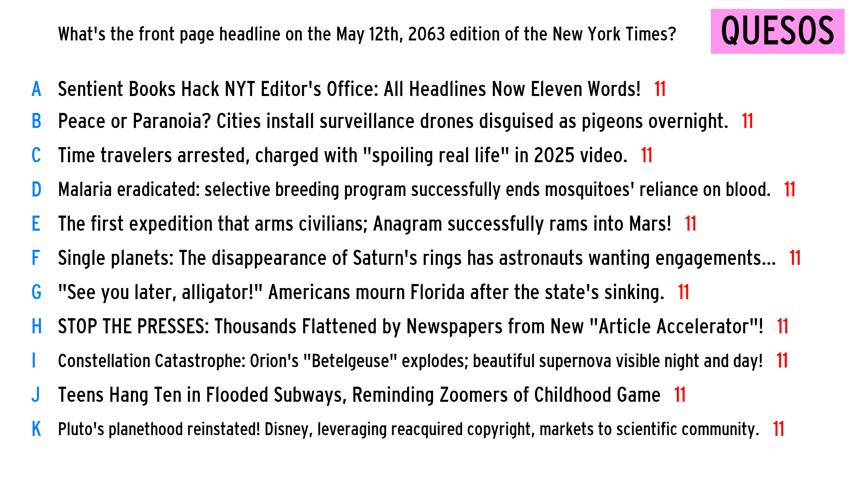 What's the front page headline on the May 12th, 2063 edition of the New York Times?
QUESOS
A Sentient Books Hack NYT Editor's Office: All Headlines Now Eleven Words! 11
B Peace or Paranoia? Cities install surveillance drones disguised as pigeons overnight. 11
C Time travelers arrested, charged with "spoiling real life" in 2025 video. 11
D Malaria eradicated: selective breeding program successfully ends mosquitoes' reliance on blood. 11
E The first expedition that arms civilians; Anagram successfully rams into Mars! 11
F Single planets: The disappearance of Saturn's rings has astronauts wanting engagements... 11
G "See you later, alligator!" Americans mourn Florida after the state's sinking. 11
H STOP THE PRESSES: Thousands Flattened by Newspapers from New "Article Accelerator"! 11
I Constellation Catastrophe: Orion's "Betelgeuse" explodes; beautiful supernova visible night and day! 11
J Teens Hang Ten in Flooded Subways, Reminding Zoomers of Childhood Game 11
K Pluto's planethood reinstated! Disney, leveraging reacquired copyright, markets to scientific community. 11